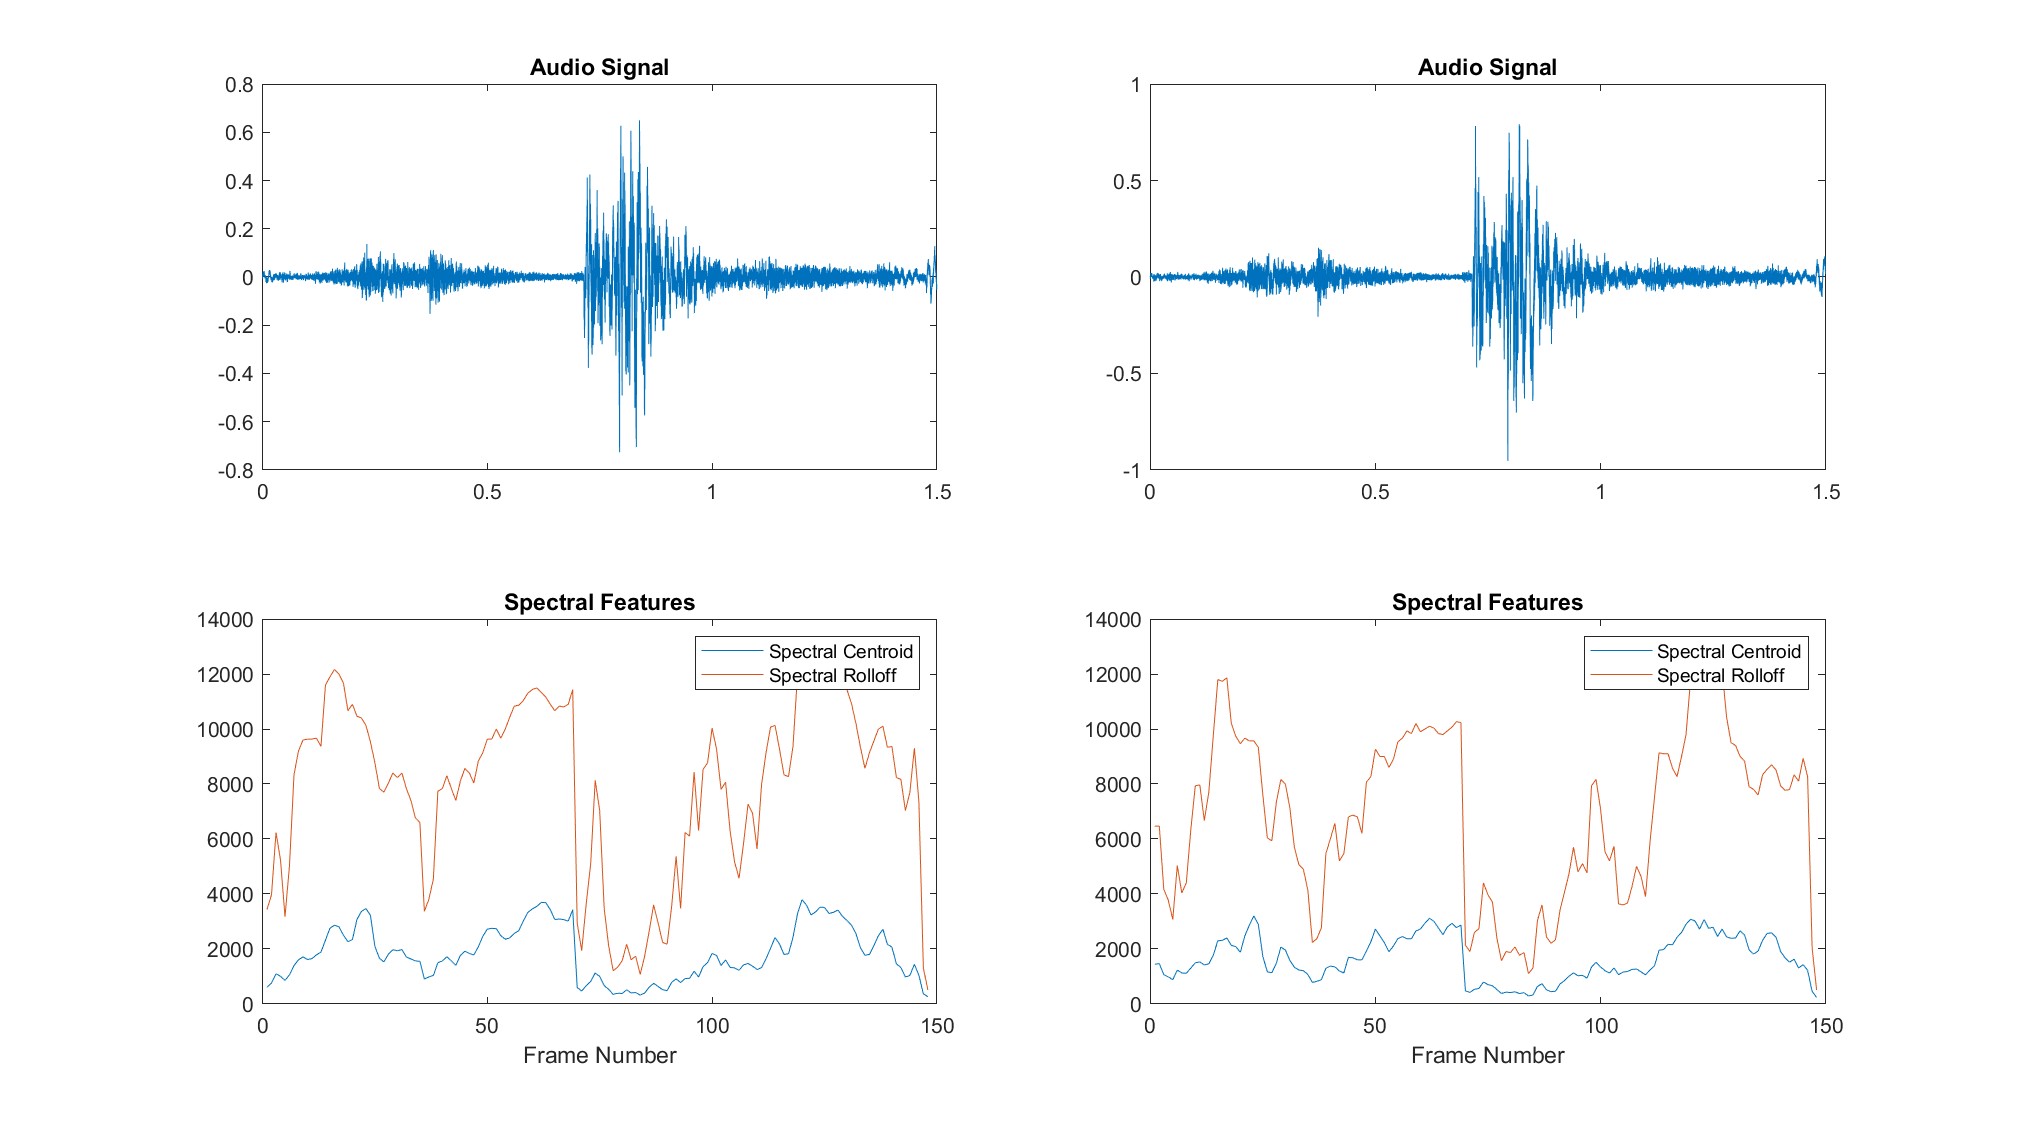 Audio Signal
0.8
0.6
0.4
0.2
0
-0.2
-0.4
-0.6
-0.8
0 0.5 1 1.5
Audio Signal
1
0.5
0
-0.5
-1
0 0.5 1 1.5
Spectral Features
14000
12000
10000
8000
6000
4000
2000
0
Spectral Centroid
Spectral Rolloff
0 50 100 150
Frame Number
Spectral Features
14000
12000
10000
8000
6000
4000
2000
0
Spectral Centroid
Spectral Rolloff
0 50 100 150
Frame Number